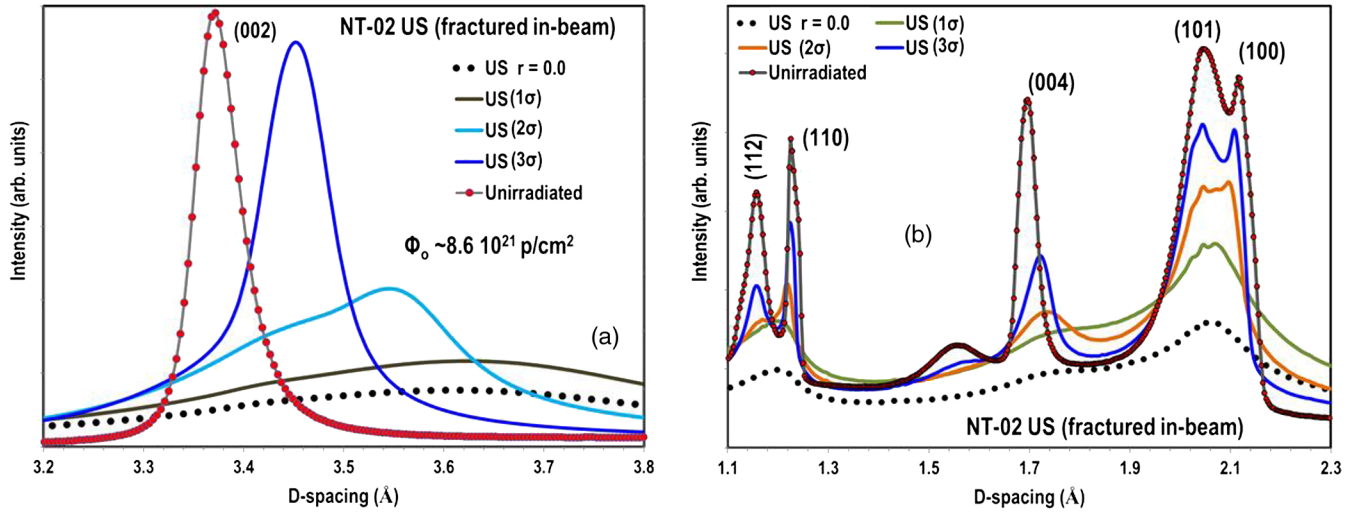 NT-02 US (fractured in-beam)
(002)
US r = 0.0
US (1σ)
US (2σ)
US (3σ)
Unirradiated
Φo ~8.6 10²¹ p/cm²
(a)
Intensity (arb. units)
3.2 3.3 3.4 3.5 3.6 3.7 3.8
D-spacing (Å)
US r = 0.0 US (1σ)
US (2σ) US (3σ)
Unirradiated
(101)
(100)
(004)
(110)
(112)
(b)
NT-02 US (fractured in-beam)
Intensity (arb. units)
1.1 1.3 1.5 1.7 1.9 2.1 2.3
D-spacing (Å)